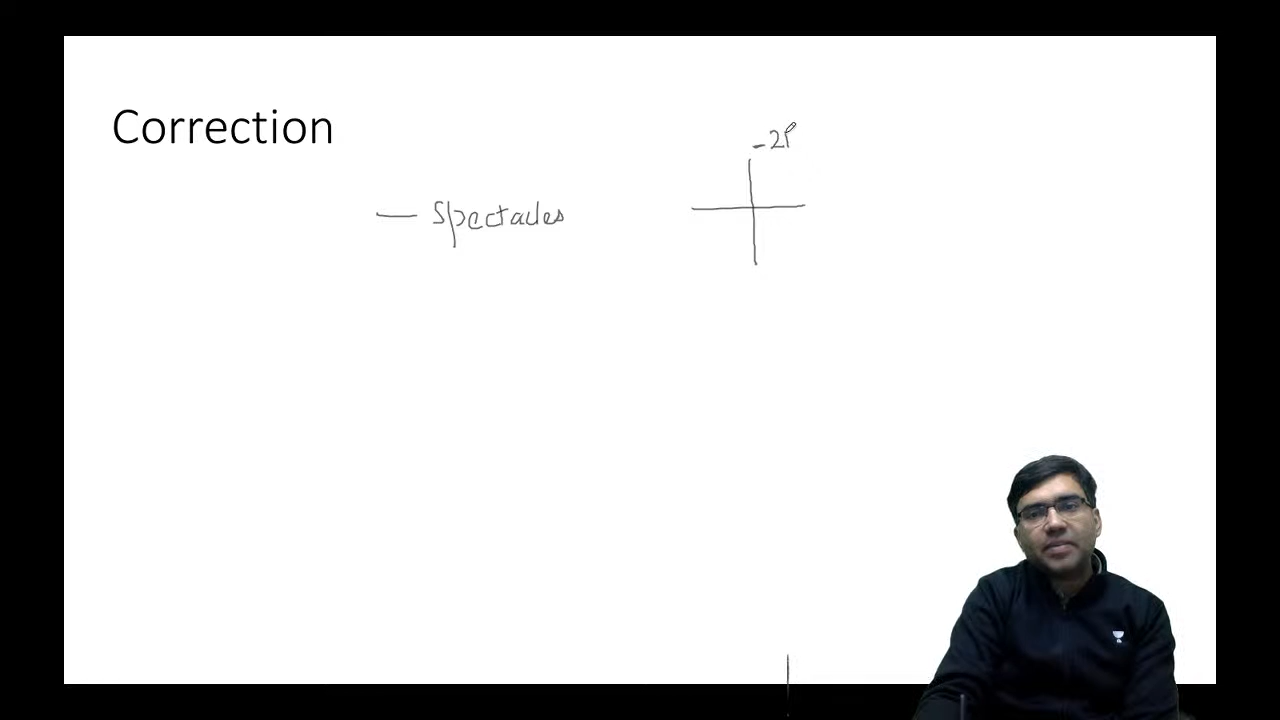 Correction
-2P
— Spectacles